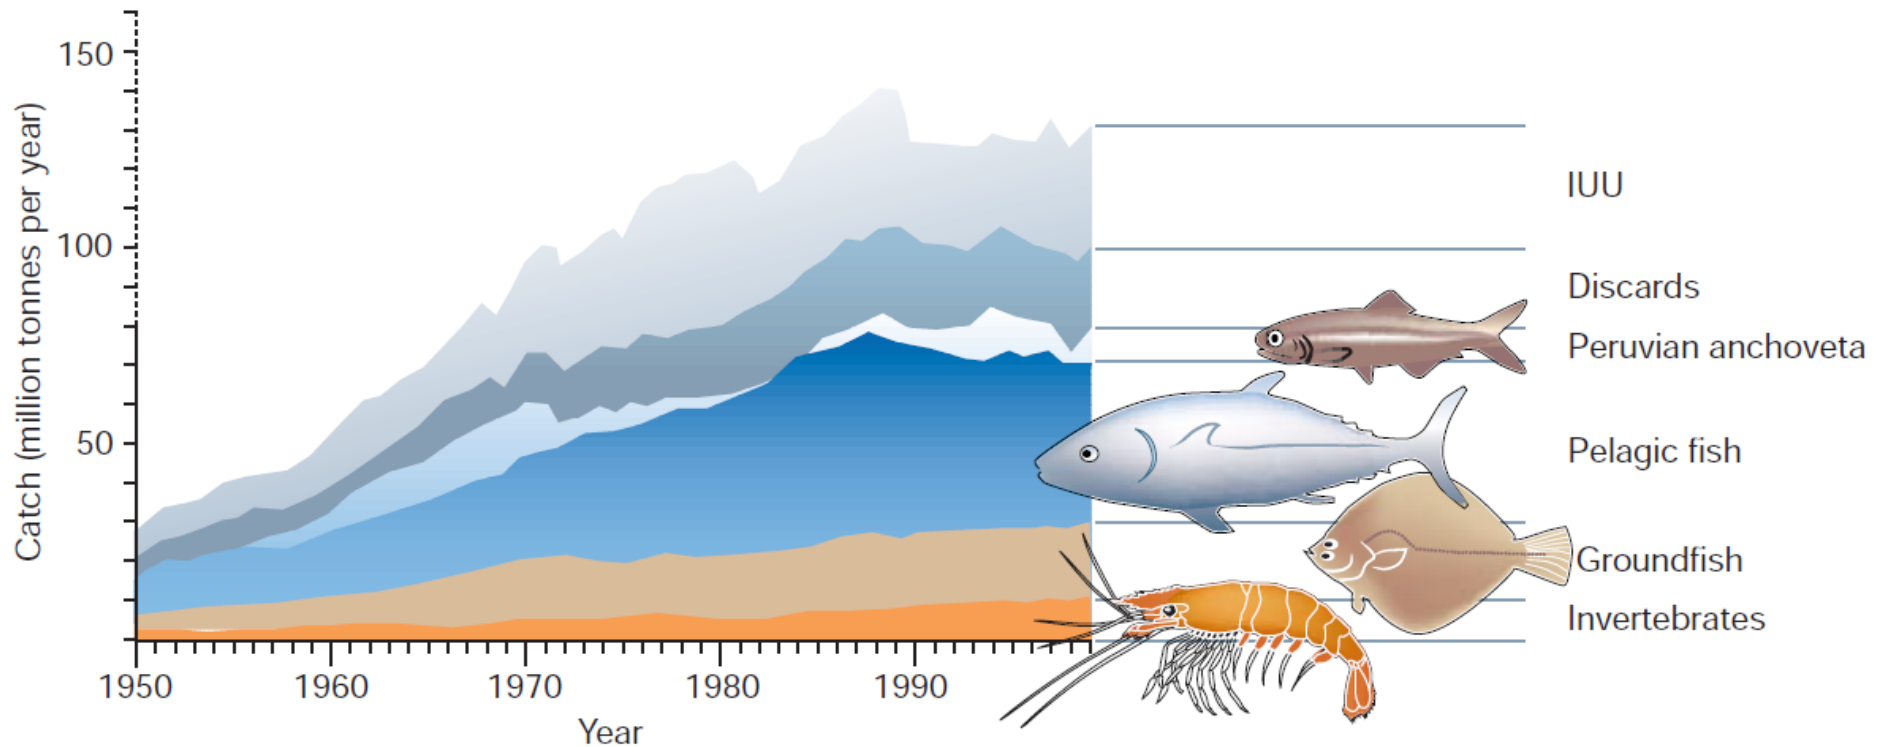 Catch (million tonnes per year)
150
100
50
1950 1960 1970 1980 1990
Year
IUU
Discards
Peruvian anchoveta
Pelagic fish
Groundfish
Invertebrates